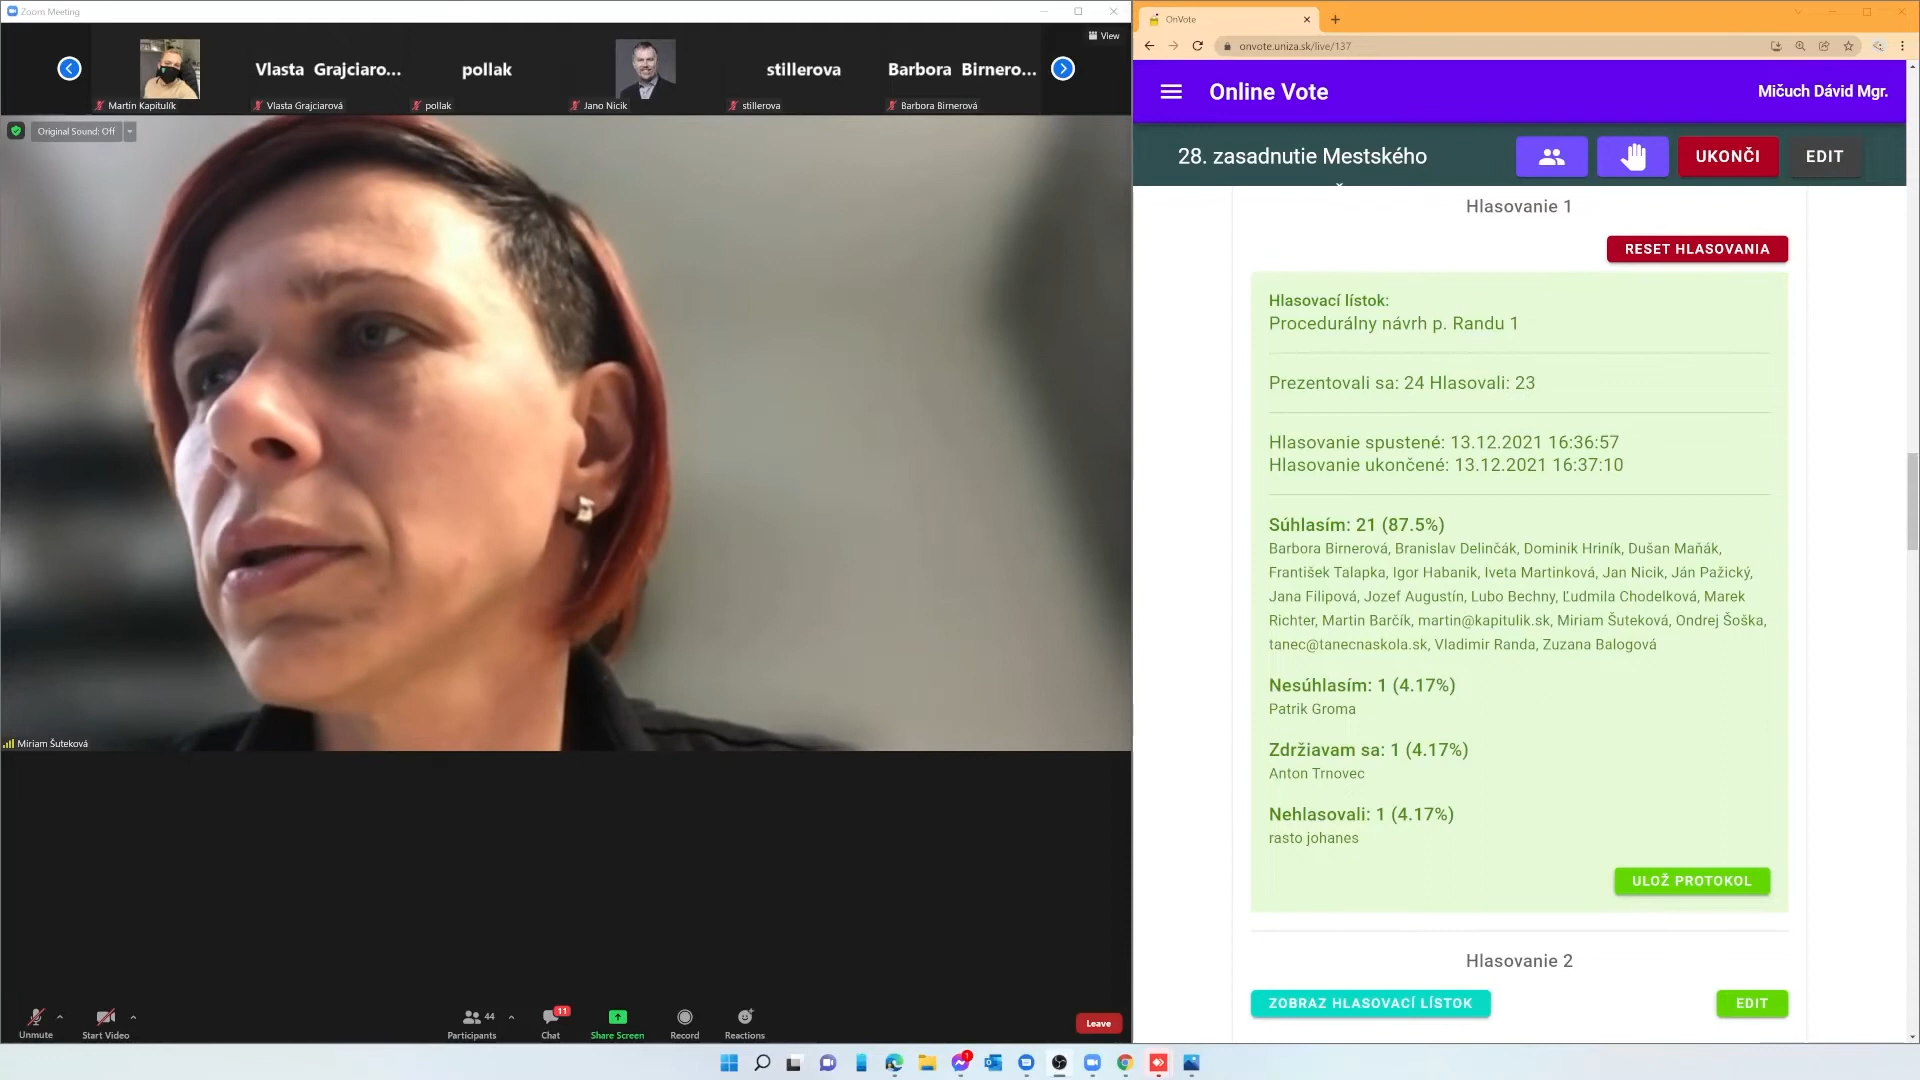 Zoom Meeting
View
Vlasta Grajciaro...
pollak
stillerova
Barbora Birnero...
Martin Kapitulík
Vlasta Grajciarová
pollak
Jano Nicik
stillerova
Barbora Birnerová
Original Sound: Off
Miriam Šuteková
Unmute
Start Video
44
Participants
11
Chat
Share Screen
Record
Reactions
Leave
OnVote
onvote.uniza.sk/live/137
Online Vote
Mičuch Dávid Mgr.
28. zasadnutie Mestského
UKONČI
EDIT
Hlasovanie 1
RESET HLASOVANIA
Hlasovací lístok:
Procedurálny návrh p. Randu 1
Prezentovali sa: 24 Hlasovali: 23
Hlasovanie spustené: 13.12.2021 16:36:57
Hlasovanie ukončené: 13.12.2021 16:37:10
Súhlasím: 21 (87.5%)
Barbora Birnerová, Branislav Delinčák, Dominik Hriník, Dušan Maňák,
František Talapka, Igor Habanik, Iveta Martinková, Jan Nicik, Ján Pažický,
Jana Filipová, Jozef Augustín, Lubo Bechny, Ľudmila Chodelková, Marek
Richter, Martin Barčík, martin@kapitulik.sk, Miriam Šuteková, Ondrej Šoška,
tanec@tanecnaskola.sk, Vladimir Randa, Zuzana Balogová
Nesúhlasím: 1 (4.17%)
Patrik Groma
Zdržiavam sa: 1 (4.17%)
Anton Trnovec
Nehlasovali: 1 (4.17%)
rasto johanes
ULOŽ PROTOKOL
Hlasovanie 2
ZOBRAZ HLASOVACÍ LÍSTOK
EDIT
1